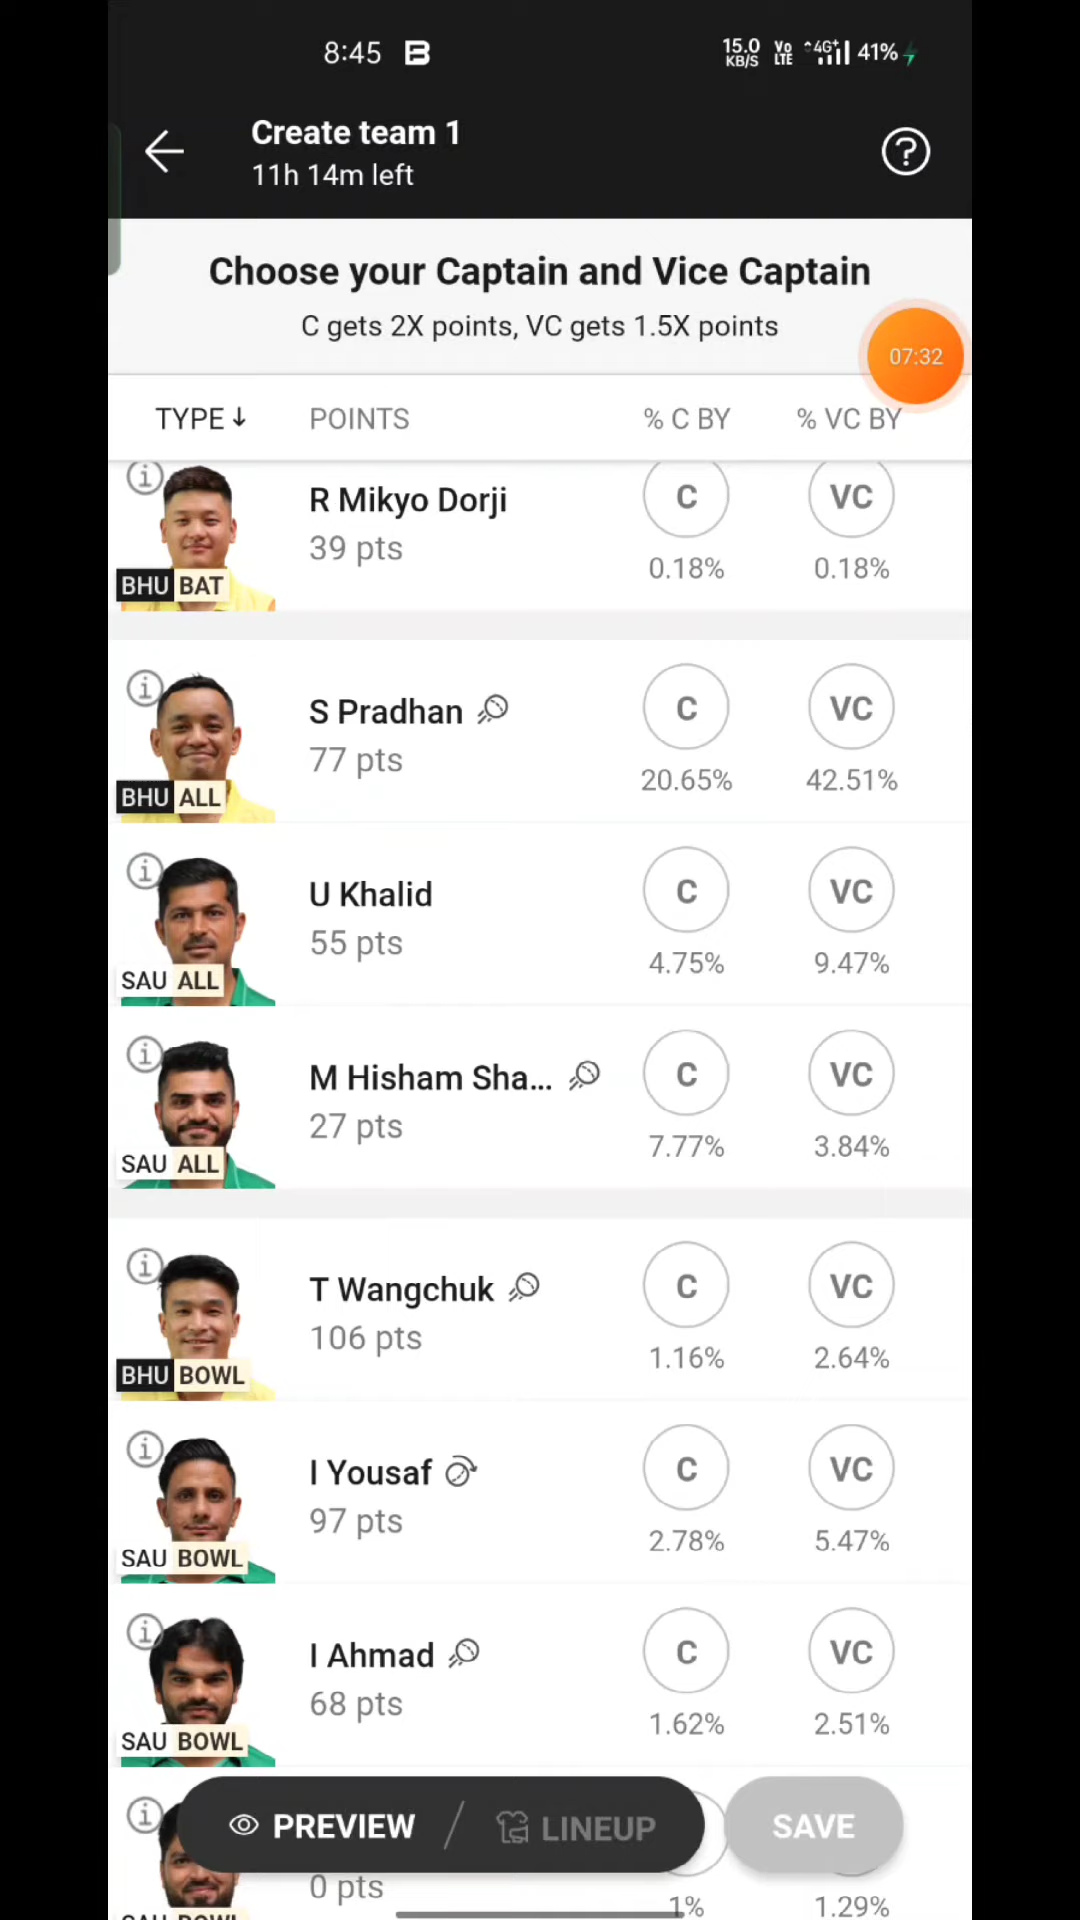 8:45
15.0 KB/S Vo LTE 4G+ 41%
Create team 1
11h 14m left
Choose your Captain and Vice Captain
C gets 2X points, VC gets 1.5X points
07:32
TYPE↓ POINTS % C BY % VC BY
R Mikyo Dorji C VC
39 pts 0.18% 0.18%
BHU BAT
S Pradhan C VC
77 pts 20.65% 42.51%
BHU ALL
U Khalid C VC
55 pts 4.75% 9.47%
SAU ALL
M Hisham Sha... C VC
27 pts 7.77% 3.84%
SAU ALL
T Wangchuk C VC
106 pts 1.16% 2.64%
BHU BOWL
I Yousaf C VC
97 pts 2.78% 5.47%
SAU BOWL
I Ahmad C VC
68 pts 1.62% 2.51%
SAU BOWL
PREVIEW / LINEUP SAVE
0 pts 1% 1.29%
SAU BOWL